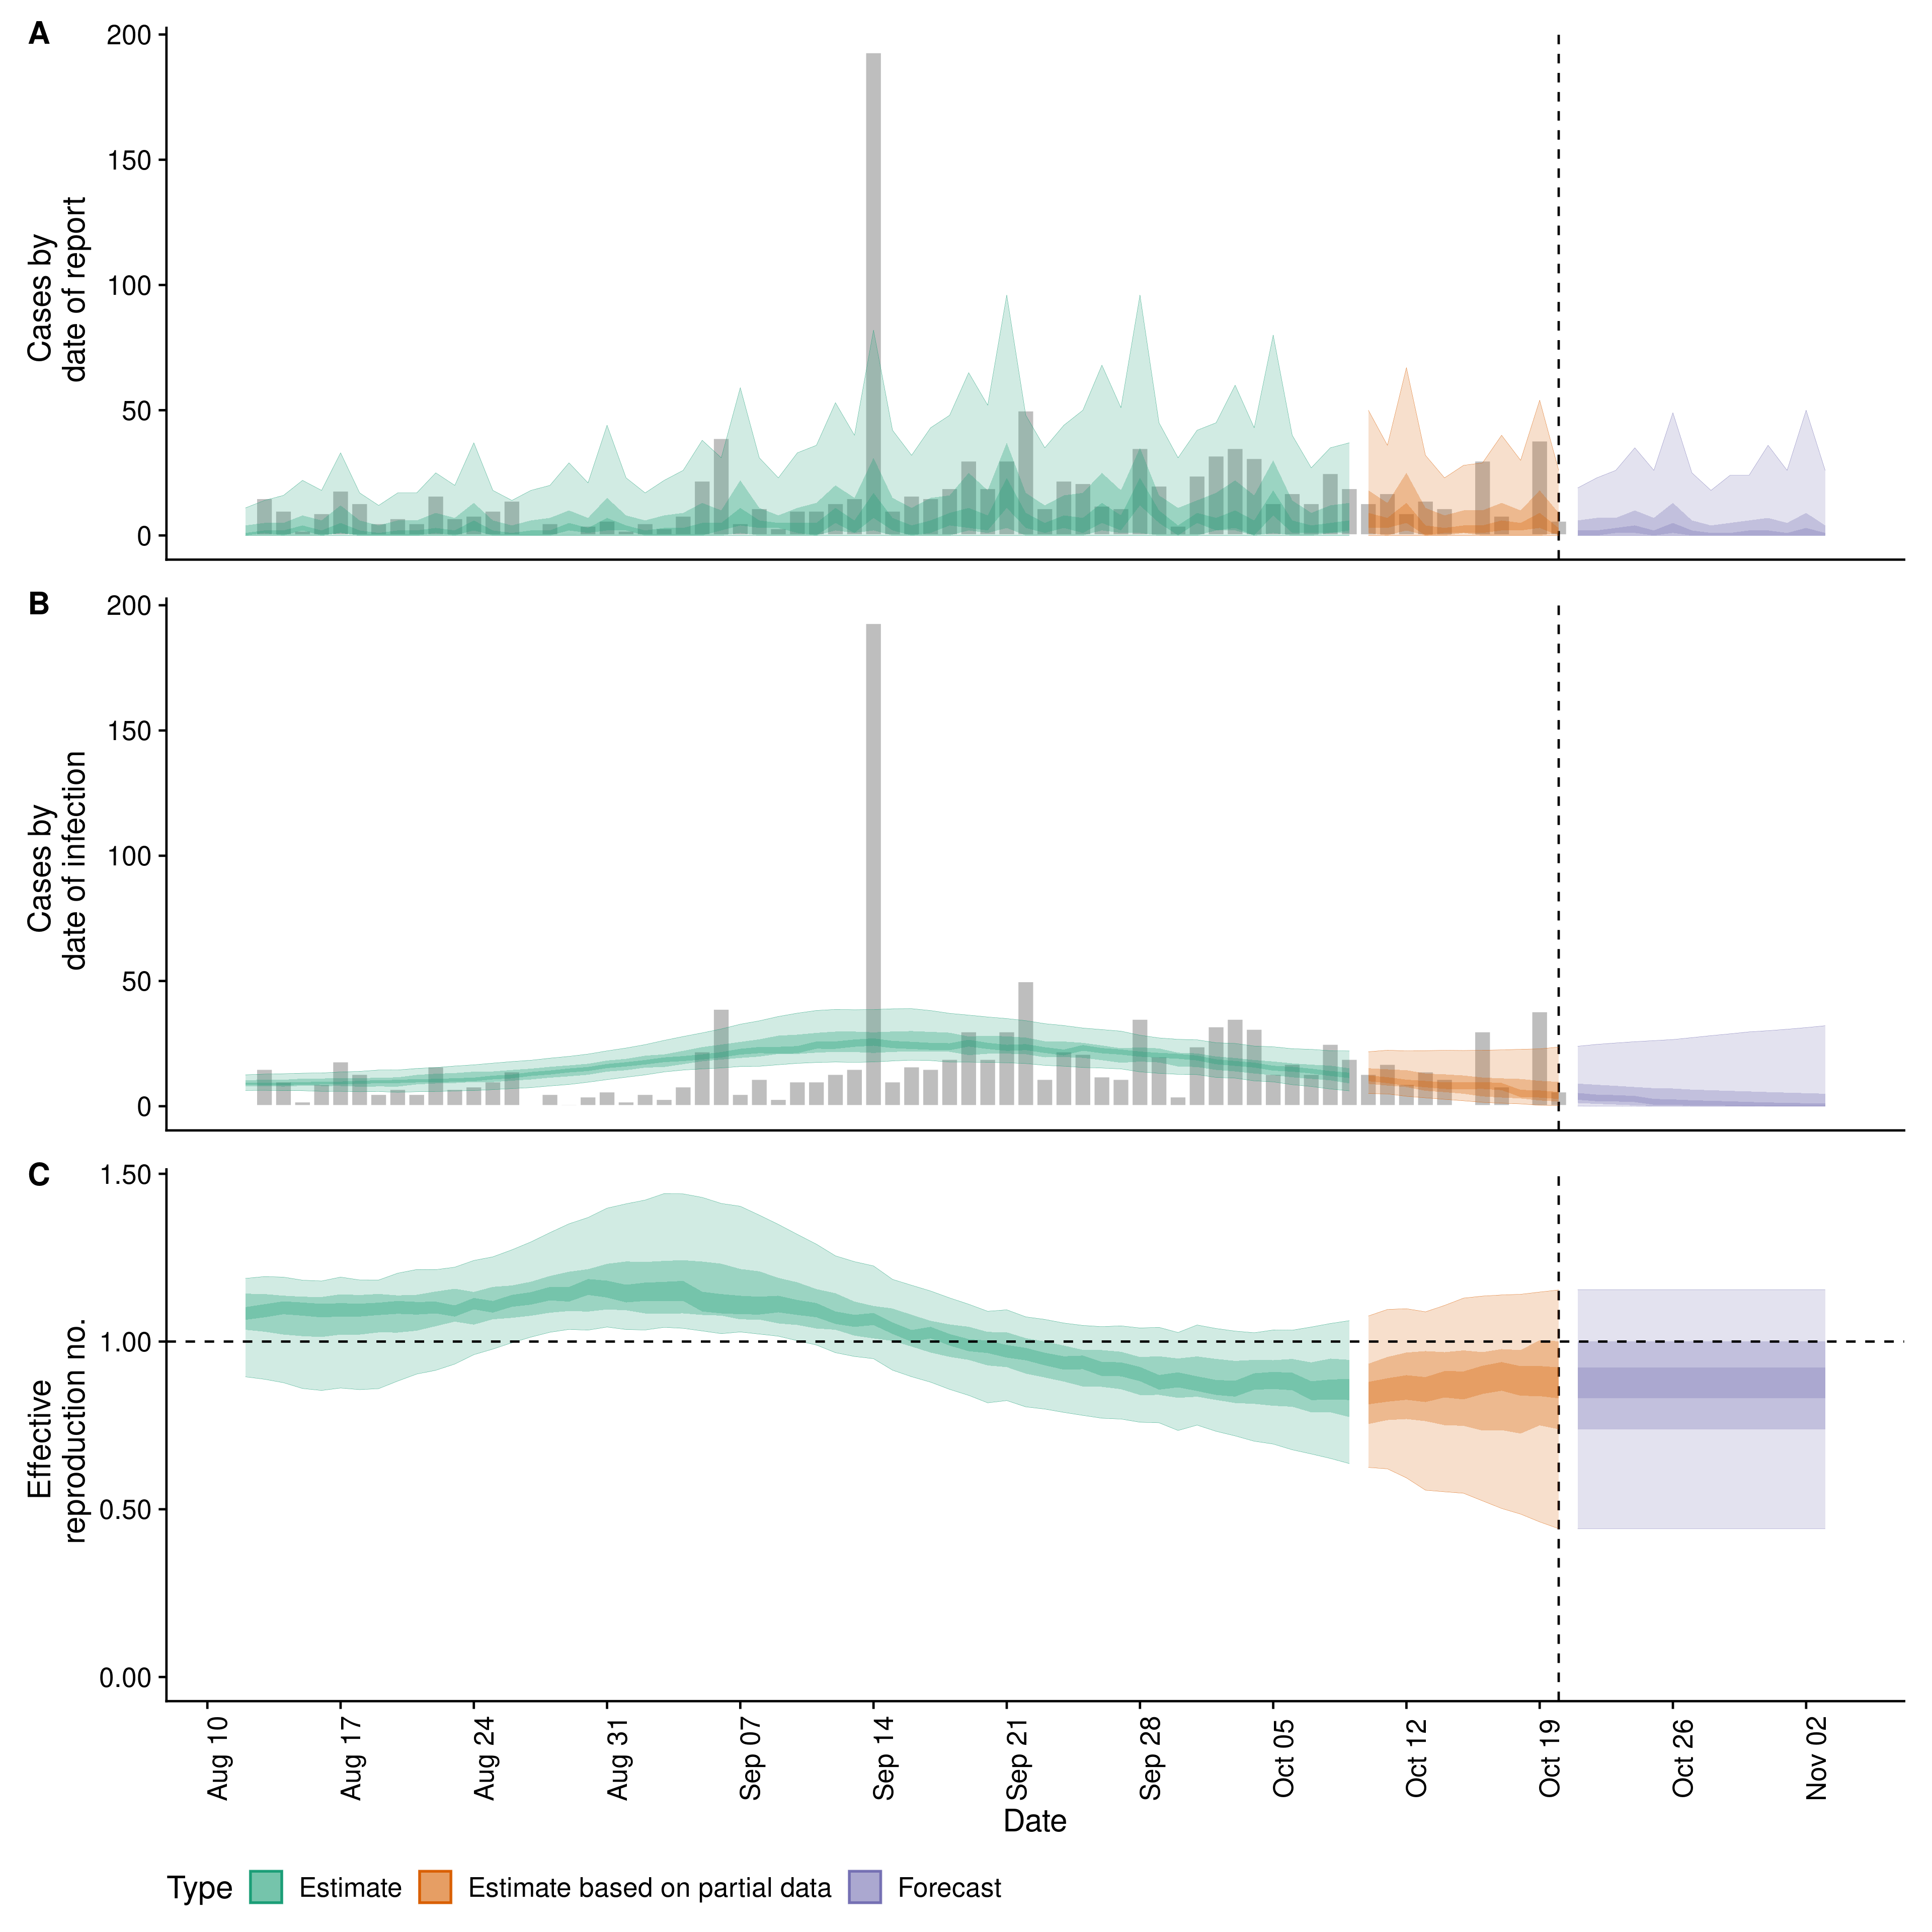 A
200
150
100
50
0
Cases by
date of report
B
200
150
100
50
0
Cases by
date of infection
C
1.50
1.00
0.50
0.00
Effective
reproduction no.
Aug 10
Aug 17
Aug 24
Aug 31
Sep 07
Sep 14
Sep 21
Sep 28
Oct 05
Oct 12
Oct 19
Oct 26
Nov 02
Date
Type Estimate Estimate based on partial data Forecast